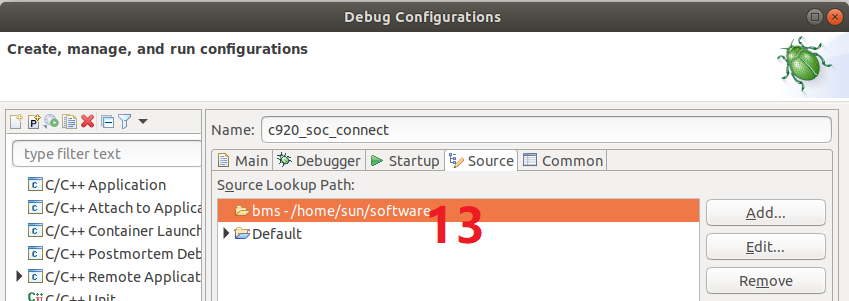 Debug Configurations
Create, manage, and run configurations
Name: c920_soc_connect
type filter text
Main Debugger Startup Source Common
C/C++ Application
Source Lookup Path:
C/C++ Attach to Applica
bms - /home/sun/software
13
Add...
C/C++ Container Launch
Default
Edit...
C/C++ Postmortem Deb
C/C++ Remote Applicat
Remove
C/C++ Unit